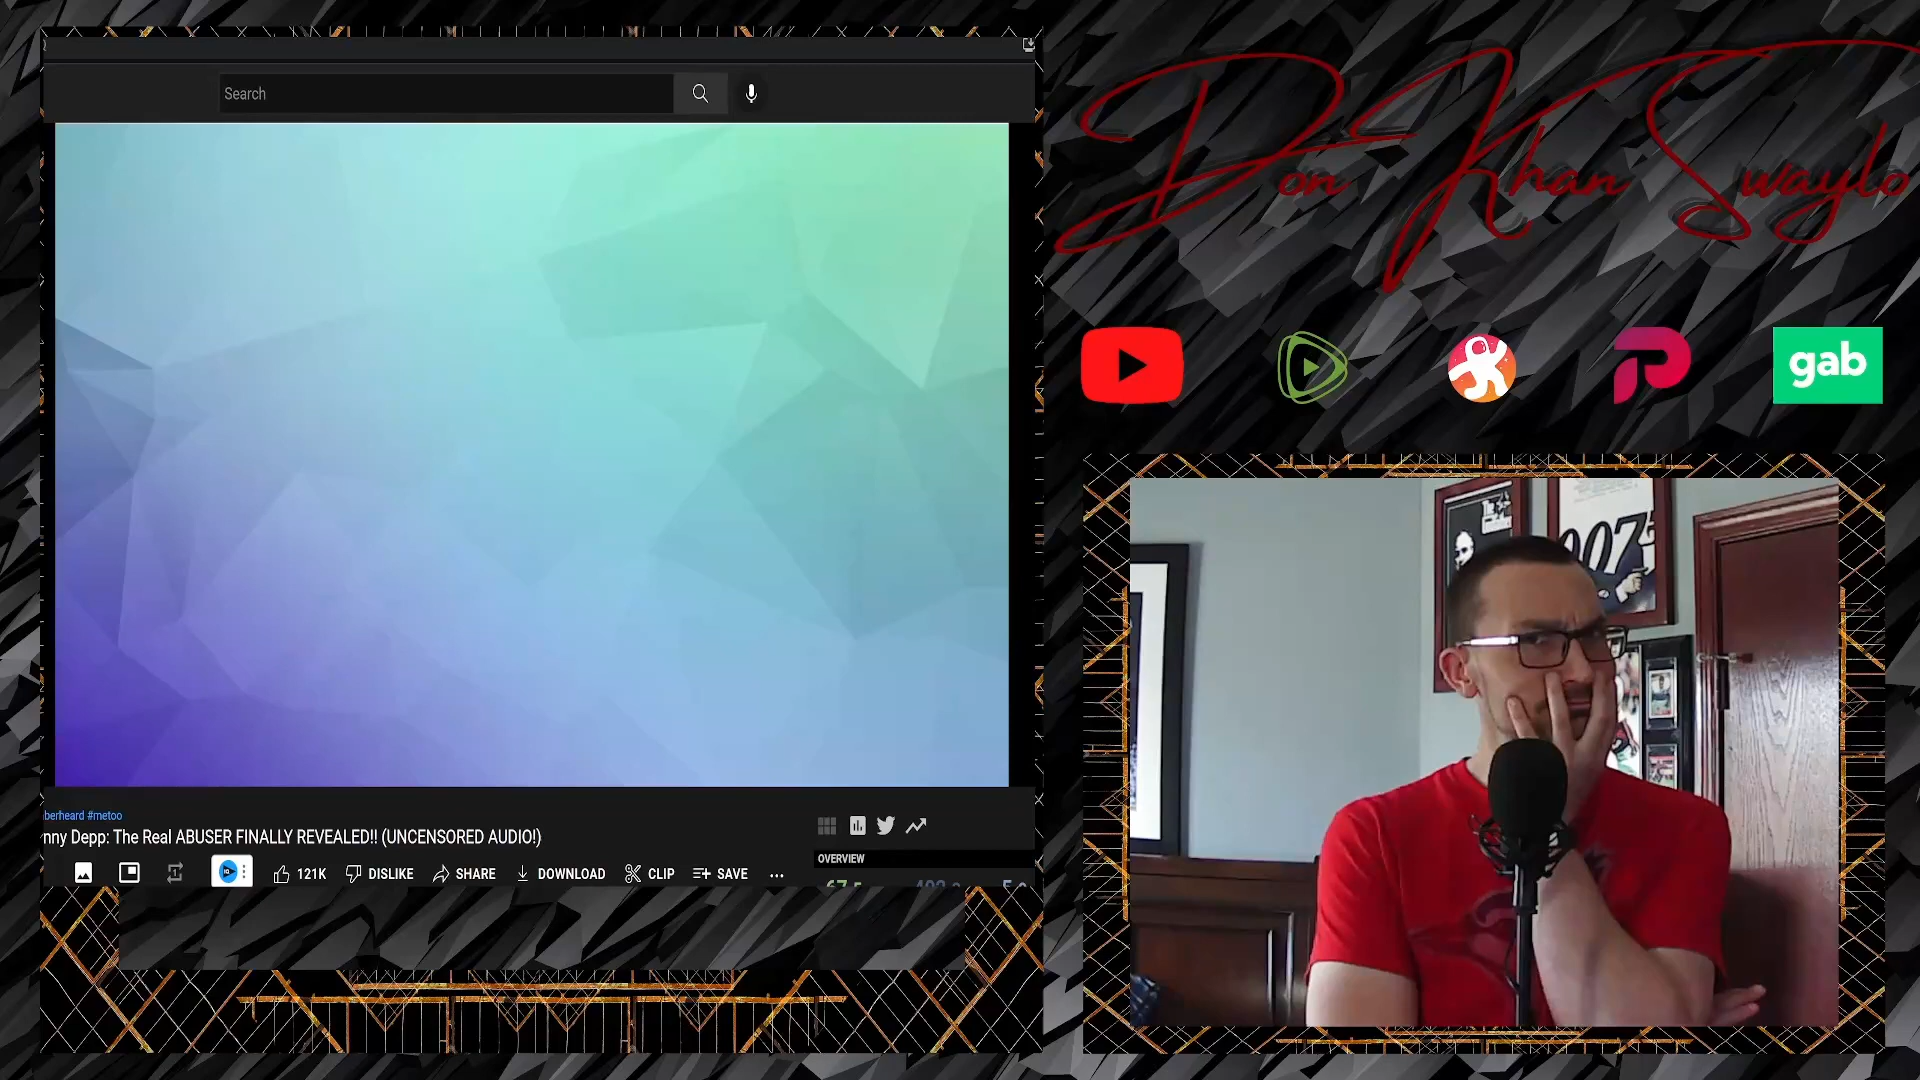 Search
berheard #metoo
nny Depp: The Real ABUSER FINALLY REVEALED!! (UNCENSORED AUDIO!)
121K DISLIKE SHARE DOWNLOAD CLIP SAVE ...
OVERVIEW
Don Khan Swaylo
gab
007